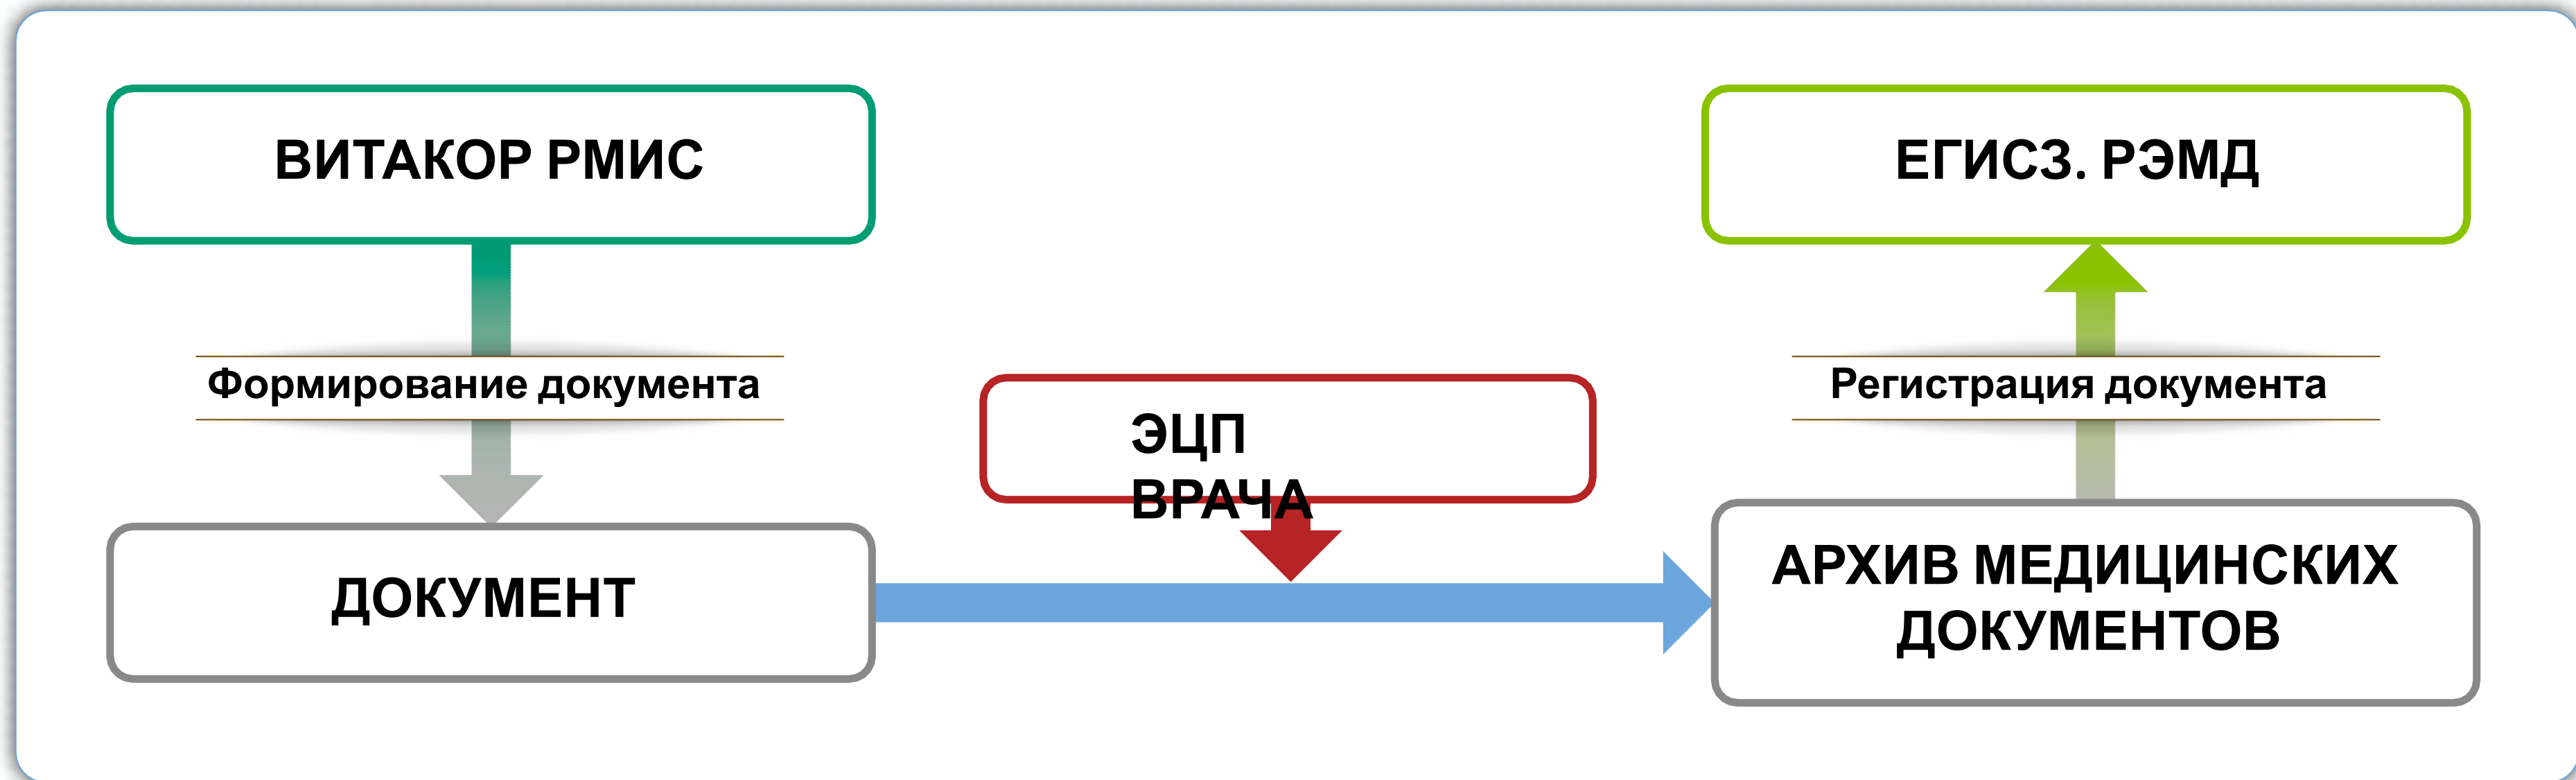 ВИТАКОР РМИС
ЕГИСЗ. РЭМД
Формирование документа
Регистрация документа
ЭЦП
ВРАЧА
ДОКУМЕНТ
АРХИВ МЕДИЦИНСКИХ
ДОКУМЕНТОВ